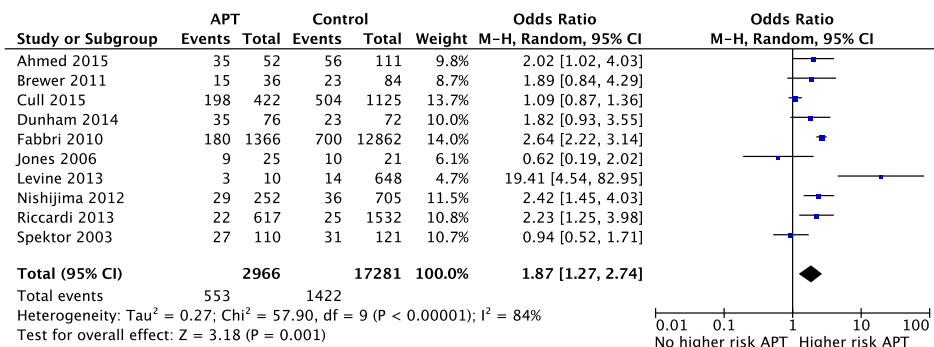 APT Control Odds Ratio Odds Ratio
Study or Subgroup Events Total Events Total Weight M-H, Random, 95% CI M-H, Random, 95% CI
Ahmed 2015 35 52 56 111 9.8% 2.02 [1.02, 4.03]
Brewer 2011 15 36 23 84 8.7% 1.89 [0.84, 4.29]
Cull 2015 198 422 504 1125 13.7% 1.09 [0.87, 1.36]
Dunham 2014 35 76 23 72 10.0% 1.82 [0.93, 3.55]
Fabbri 2010 180 1366 700 12862 14.0% 2.64 [2.22, 3.14]
Jones 2006 9 25 10 21 6.1% 0.62 [0.19, 2.02]
Levine 2013 3 10 14 648 4.7% 19.41 [4.54, 82.95]
Nishijima 2012 29 252 36 705 11.5% 2.42 [1.45, 4.03]
Riccardi 2013 22 617 25 1532 10.8% 2.23 [1.25, 3.98]
Spektor 2003 27 110 31 121 10.7% 0.94 [0.52, 1.71]
Total (95% CI) 2966 17281 100.0% 1.87 [1.27, 2.74]
Total events 553 1422
Heterogeneity: Tau² = 0.27; Chi² = 57.90, df = 9 (P < 0.00001); I² = 84%
Test for overall effect: Z = 3.18 (P = 0.001)
0.01 0.1 1 10 100
No higher risk APT Higher risk APT